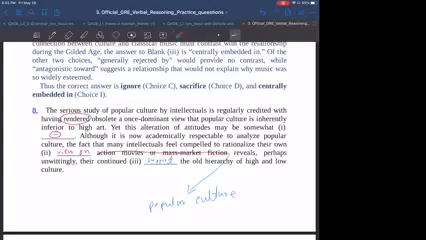 3. Official_GRE_Verbal_Reasoning_Practice_questions
connection between culture and classical music must contrast with the relationship
during the Gilded Age, the answer to Blank (iii) is “centrally embedded in.” Of the
other two choices, “generally rejected by” would provide no contrast, while
“antagonistic toward” suggests a relationship that would not explain why music was
so widely esteemed.
Thus the correct answer is ignore (Choice C), sacrifice (Choice D), and centrally
embedded in (Choice I).
8. The serious study of popular culture by intellectuals is regularly credited with
having rendered obsolete a once-dominant view that popular culture is inherently
inferior to high art. Yet this alteration of attitudes may be somewhat (i)
Although it is now academically respectable to analyze popular
culture, the fact that many intellectuals feel compelled to rationalize their own
(ii) action movies or mass-market fiction reveals, perhaps
unwittingly, their continued (iii) support the old hierarchy of high and low
culture.
popular culture